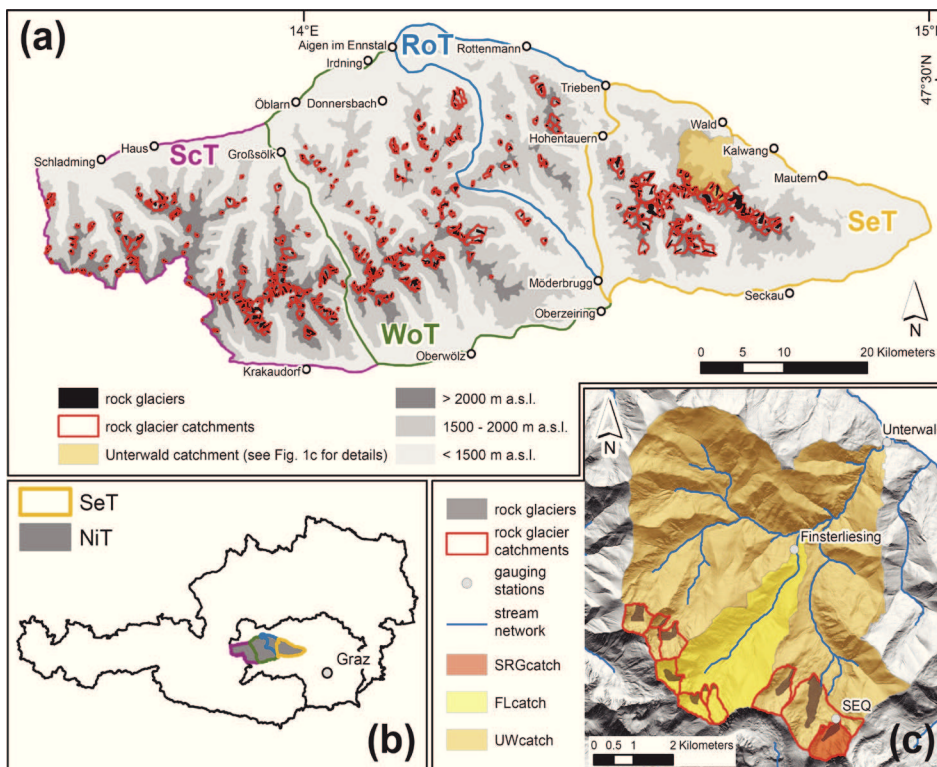 (a)
14°E
15°
47°30'N
Aigen im Ennstal
RoT
Rottenmann
Irdning
Trieben
Öblarn
Donnersbach
Wald
Hohentauern
Haus
ScT
Großsölk
Kalwang
Schladming
Mautern
SeT
Möderbrugg
Seckau
Oberzeiring
N
WoT
Oberwölz
Krakaudorf
0 5 10 20 Kilometers
rock glaciers
rock glacier catchments
Unterwald catchment (see Fig. 1c for details)
> 2000 m a.s.l.
1500 - 2000 m a.s.l.
< 1500 m a.s.l.
SeT
NiT
Graz
(b)
rock glaciers
rock glacier
catchments
gauging
stations
stream
network
SRGcatch
FLcatch
UWcatch
N
Unterwal
Finsterliesing
SEQ
0 0.5 1 2 Kilometers
(c)